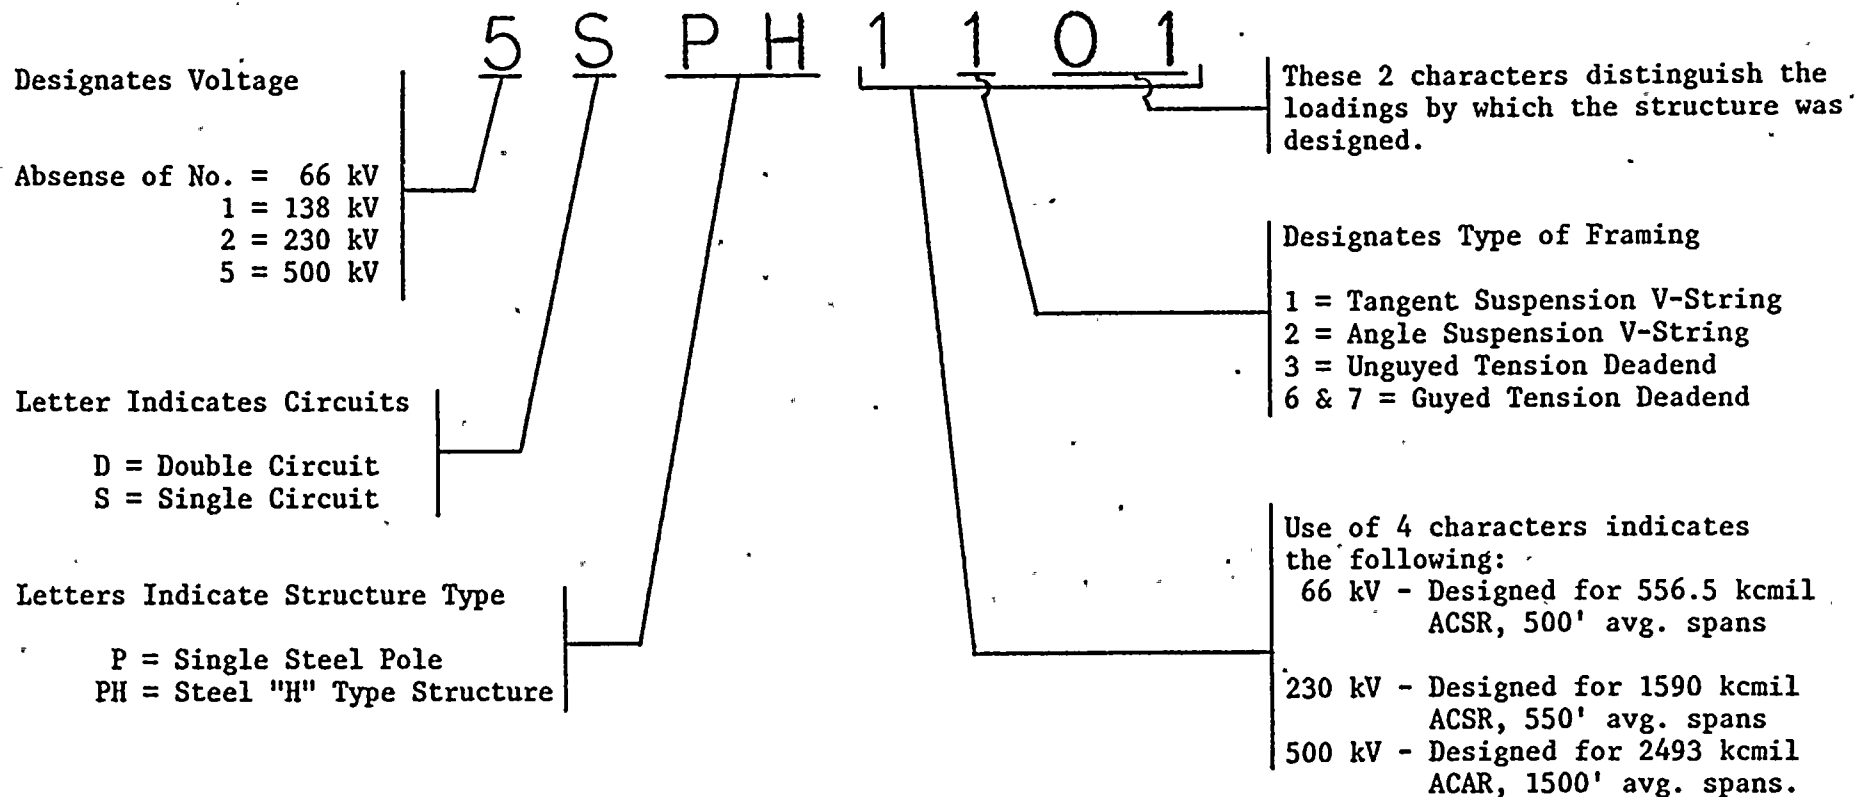 5 S P H 1 1 0 1
Designates Voltage
Absense of No. = 66 kV
1 = 138 kV
2 = 230 kV
5 = 500 kV
Letter Indicates Circuits
D = Double Circuit
S = Single Circuit
Letters Indicate Structure Type
P = Single Steel Pole
PH = Steel "H" Type Structure
These 2 characters distinguish the
loadings by which the structure was
designed.
Designates Type of Framing
1 = Tangent Suspension V-String
2 = Angle Suspension V-String
3 = Unguyed Tension Deadend
6 & 7 = Guyed Tension Deadend
Use of 4 characters indicates
the following:
66 kV - Designed for 556.5 kcmil
ACSR, 500' avg. spans
230 kV - Designed for 1590 kcmil
ACSR, 550' avg. spans
500 kV - Designed for 2493 kcmil
ACAR, 1500' avg. spans.